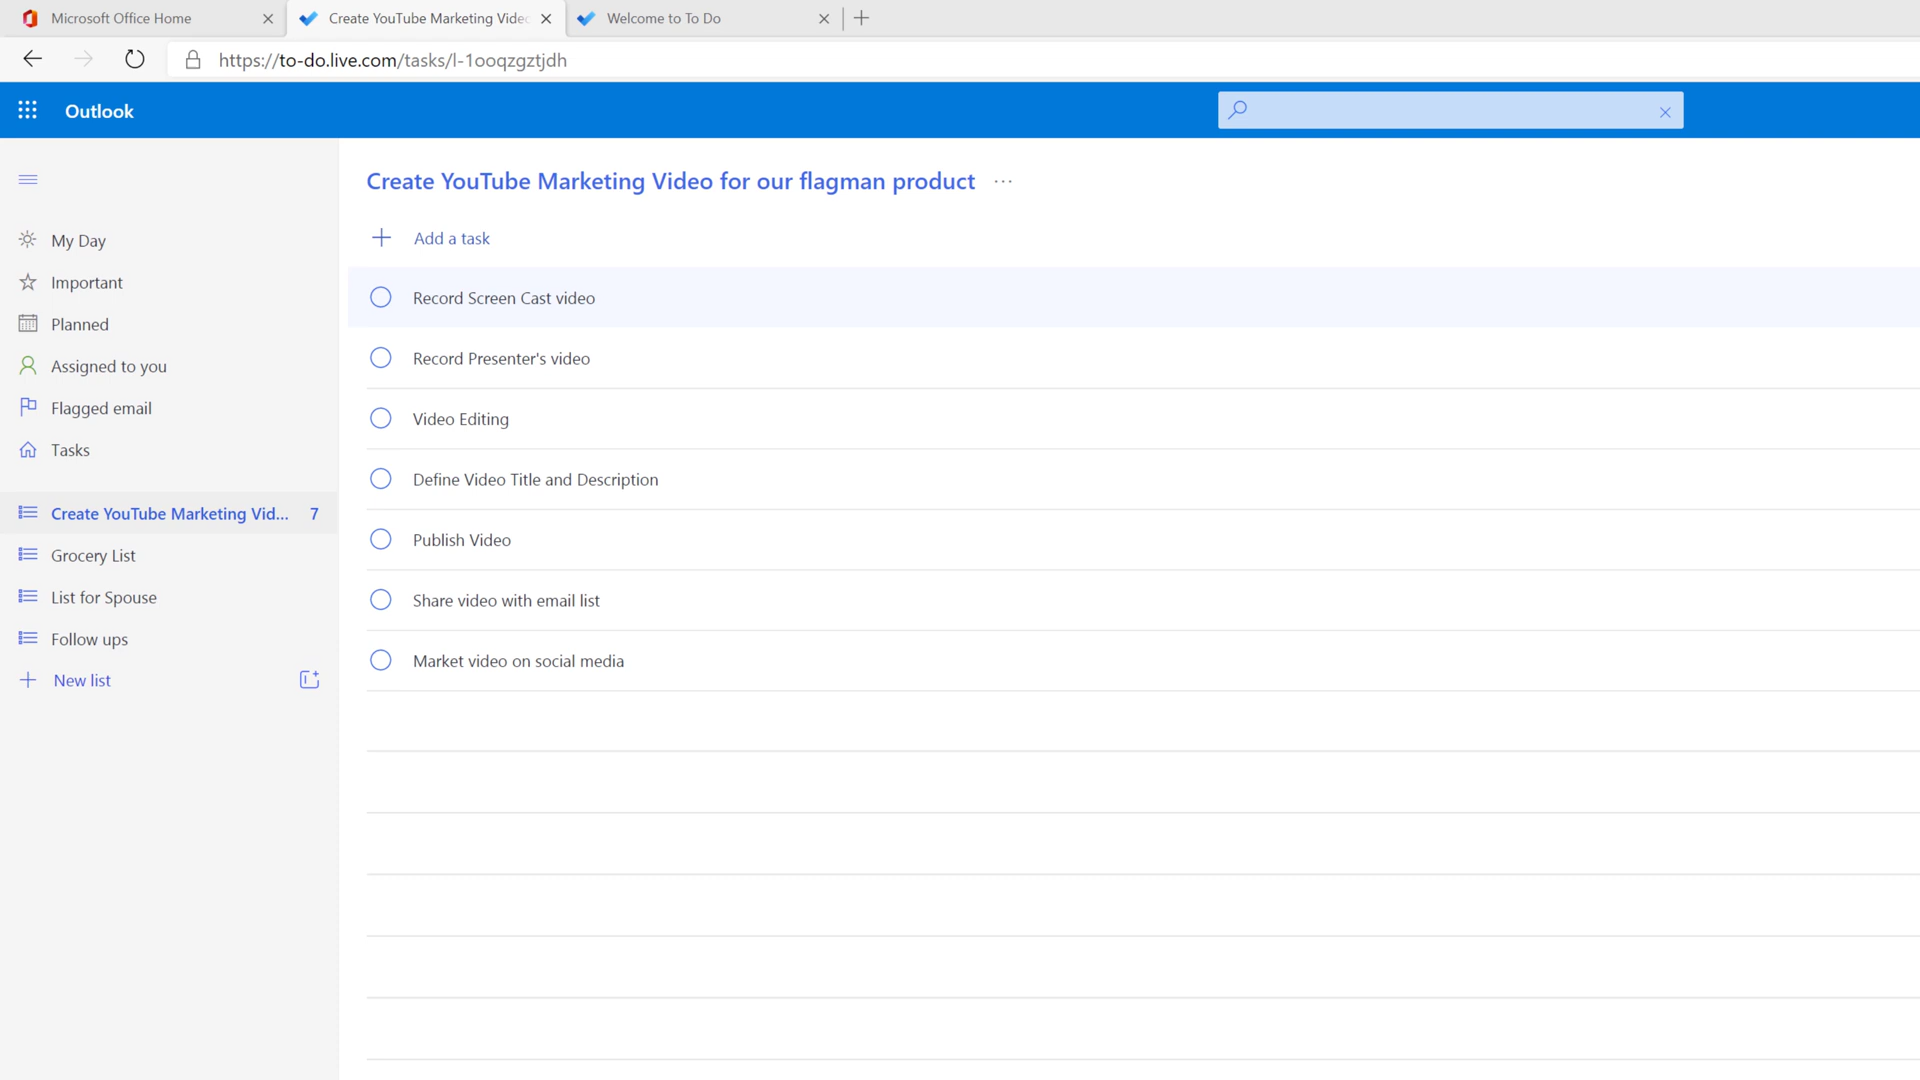 Microsoft Office Home
Create YouTube Marketing Vide
Welcome to To Do
https://to-do.live.com/tasks/l-1ooqzgztjdh
Outlook
Create YouTube Marketing Video for our flagman product
Add a task
My Day
Important
Planned
Assigned to you
Flagged email
Tasks
Create YouTube Marketing Vid... 7
Grocery List
List for Spouse
Follow ups
New list
Record Screen Cast video
Record Presenter's video
Video Editing
Define Video Title and Description
Publish Video
Share video with email list
Market video on social media